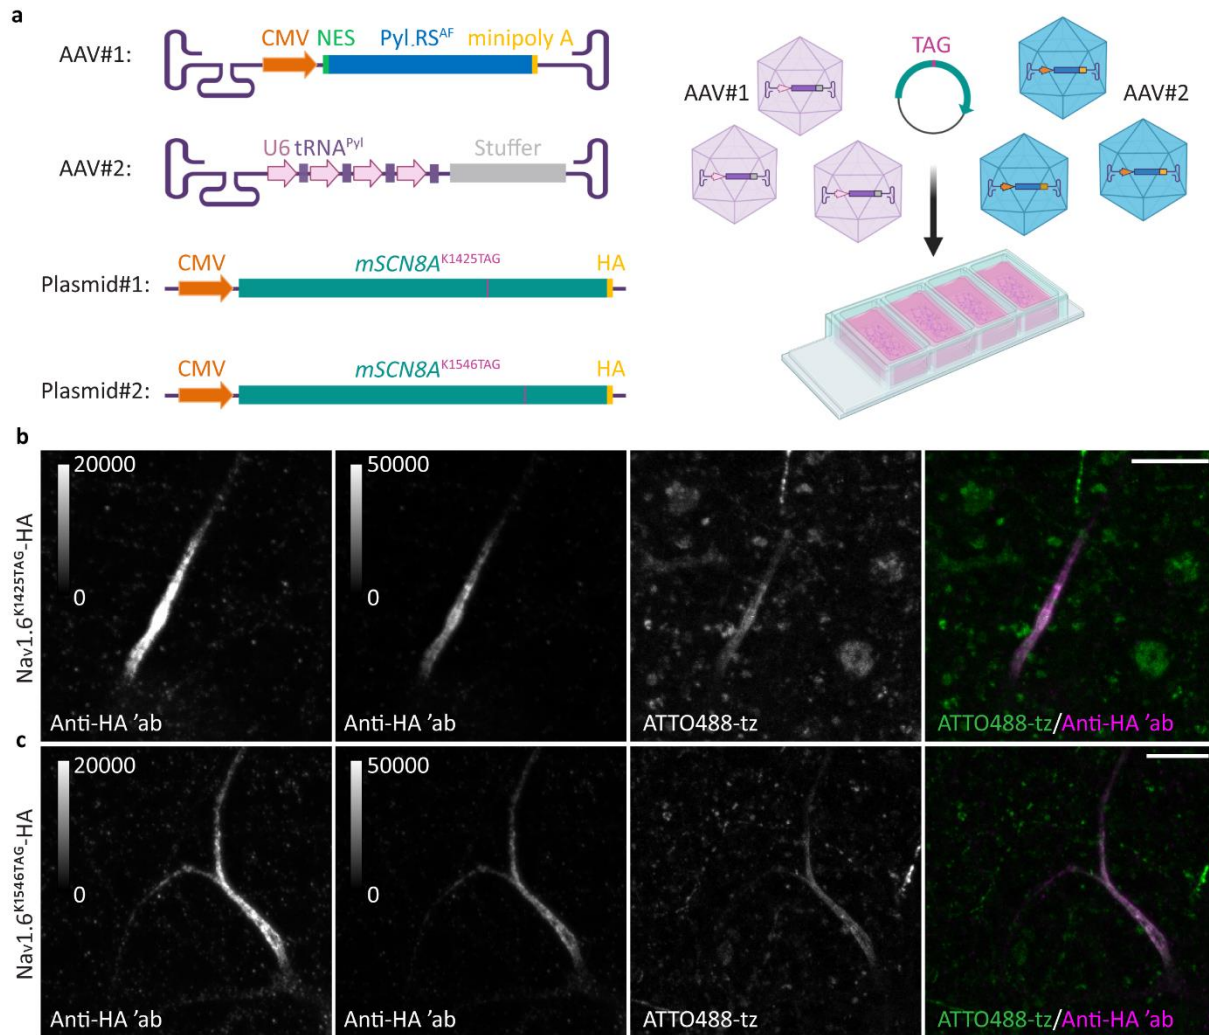 a
AAV#1:
CMV NES Pyl.RS^AF minipoly A
AAV#2:
U6 tRNA^Pyl Stuffer
Plasmid#1:
CMV mSCN8A^K1425TAG HA
Plasmid#2:
CMV mSCN8A^K1546TAG HA
TAG
AAV#1
AAV#2
b
Nav1.6^K1425TAG-HA
20000
0
Anti-HA 'ab
50000
0
Anti-HA 'ab
ATTO488-tz
ATTO488-tz/Anti-HA 'ab
c
Nav1.6^K1546TAG-HA
20000
0
Anti-HA 'ab
50000
0
Anti-HA 'ab
ATTO488-tz
ATTO488-tz/Anti-HA 'ab